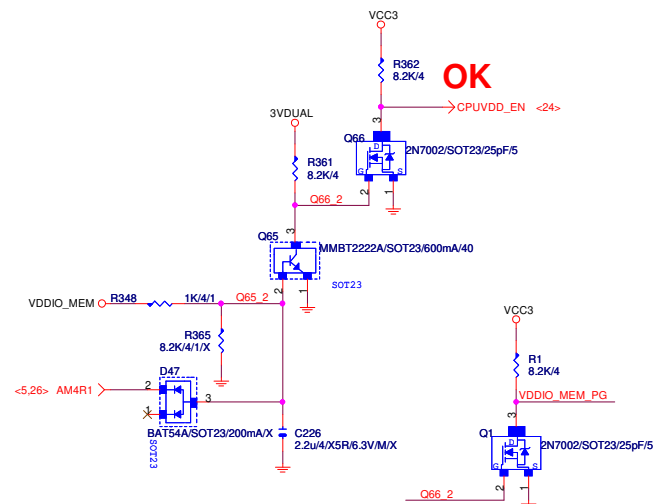 VCC3
R362
8.2K/4
OK
CPUVDD_EN <24>
3VDUAL
3
Q66
D
G
S
2N7002/SOT23/25pF/5
R361
8.2K/4
2
1
Q66_2
3
Q65
MMBT2222A/SOT23/600mA/40
SOT23
2
1
VDDIO_MEM
R348
1K/4/1
Q65_2
VCC3
R365
8.2K/4/1/X
R1
8.2K/4
D47
<5,26> AM4R1
2
3
1
VDDIO_MEM_PG
BAT54A/SOT23/200mA/X
SOT23
C226
2.2u/4/X5R/6.3V/M/X
3
Q1
D
G
S
2N7002/SOT23/25pF/5
2
1
Q66_2